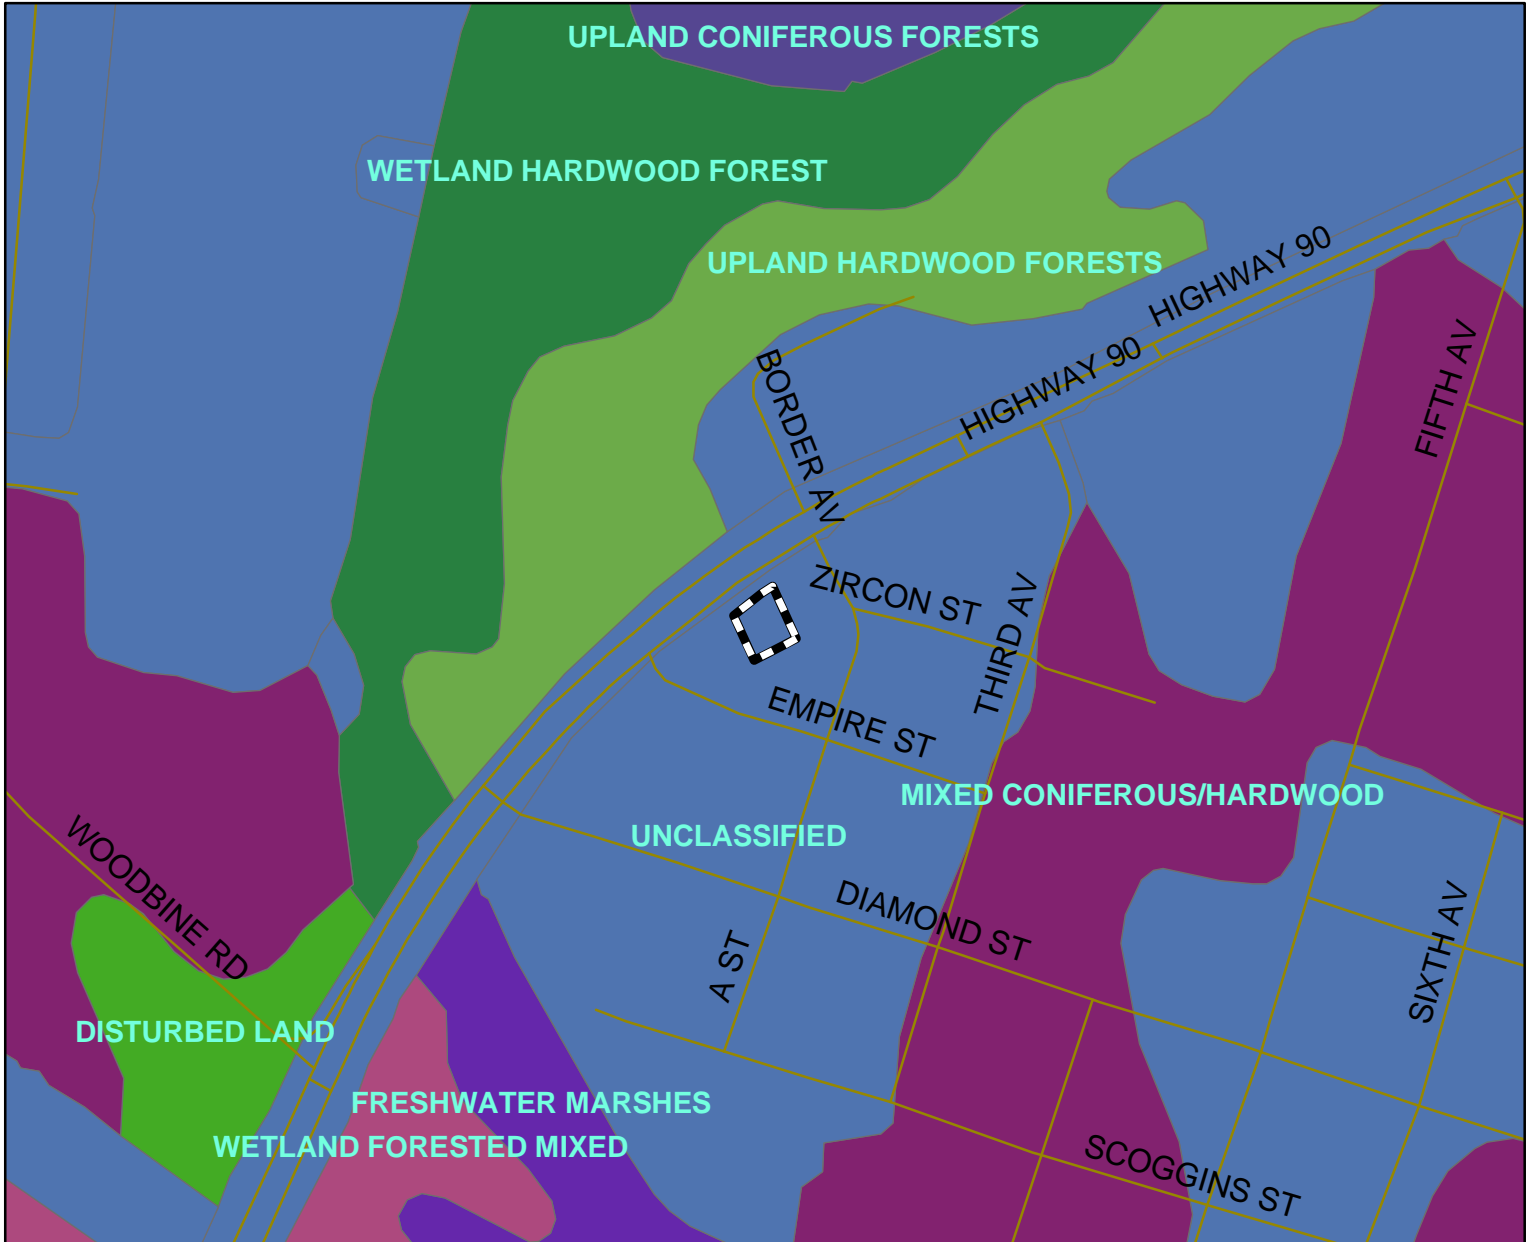 UPLAND CONIFEROUS FORESTS
WETLAND HARDWOOD FOREST
UPLAND HARDWOOD FORESTS
HIGHWAY 90
HIGHWAY 90
BORDER AV
FIFTH AV
ZIRCON ST
THIRD AV
EMPIRE ST
MIXED CONIFEROUS/HARDWOOD
UNCLASSIFIED
WOODBINE RD
DIAMOND ST
A ST
SIXTH AV
DISTURBED LAND
FRESHWATER MARSHES
WETLAND FORESTED MIXED
SCOGGINS ST